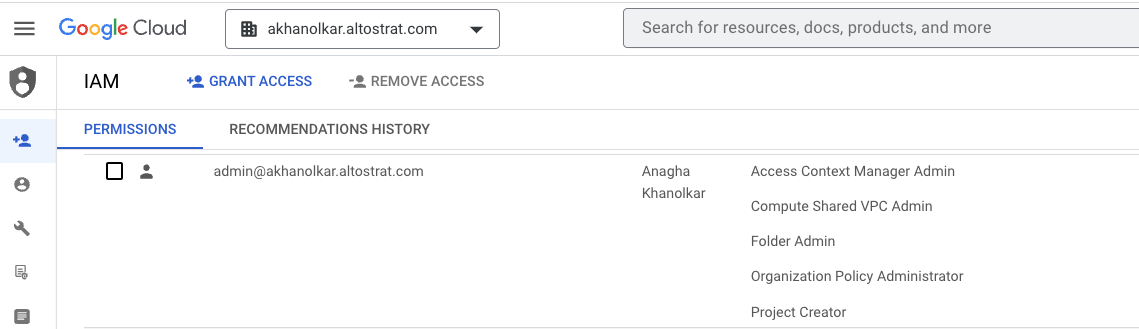 Google Cloud
akhanolkar.altostrat.com
Search for resources, docs, products, and more
IAM
GRANT ACCESS
REMOVE ACCESS
PERMISSIONS
RECOMMENDATIONS HISTORY
admin@akhanolkar.altostrat.com
Anagha
Khanolkar
Access Context Manager Admin
Compute Shared VPC Admin
Folder Admin
Organization Policy Administrator
Project Creator